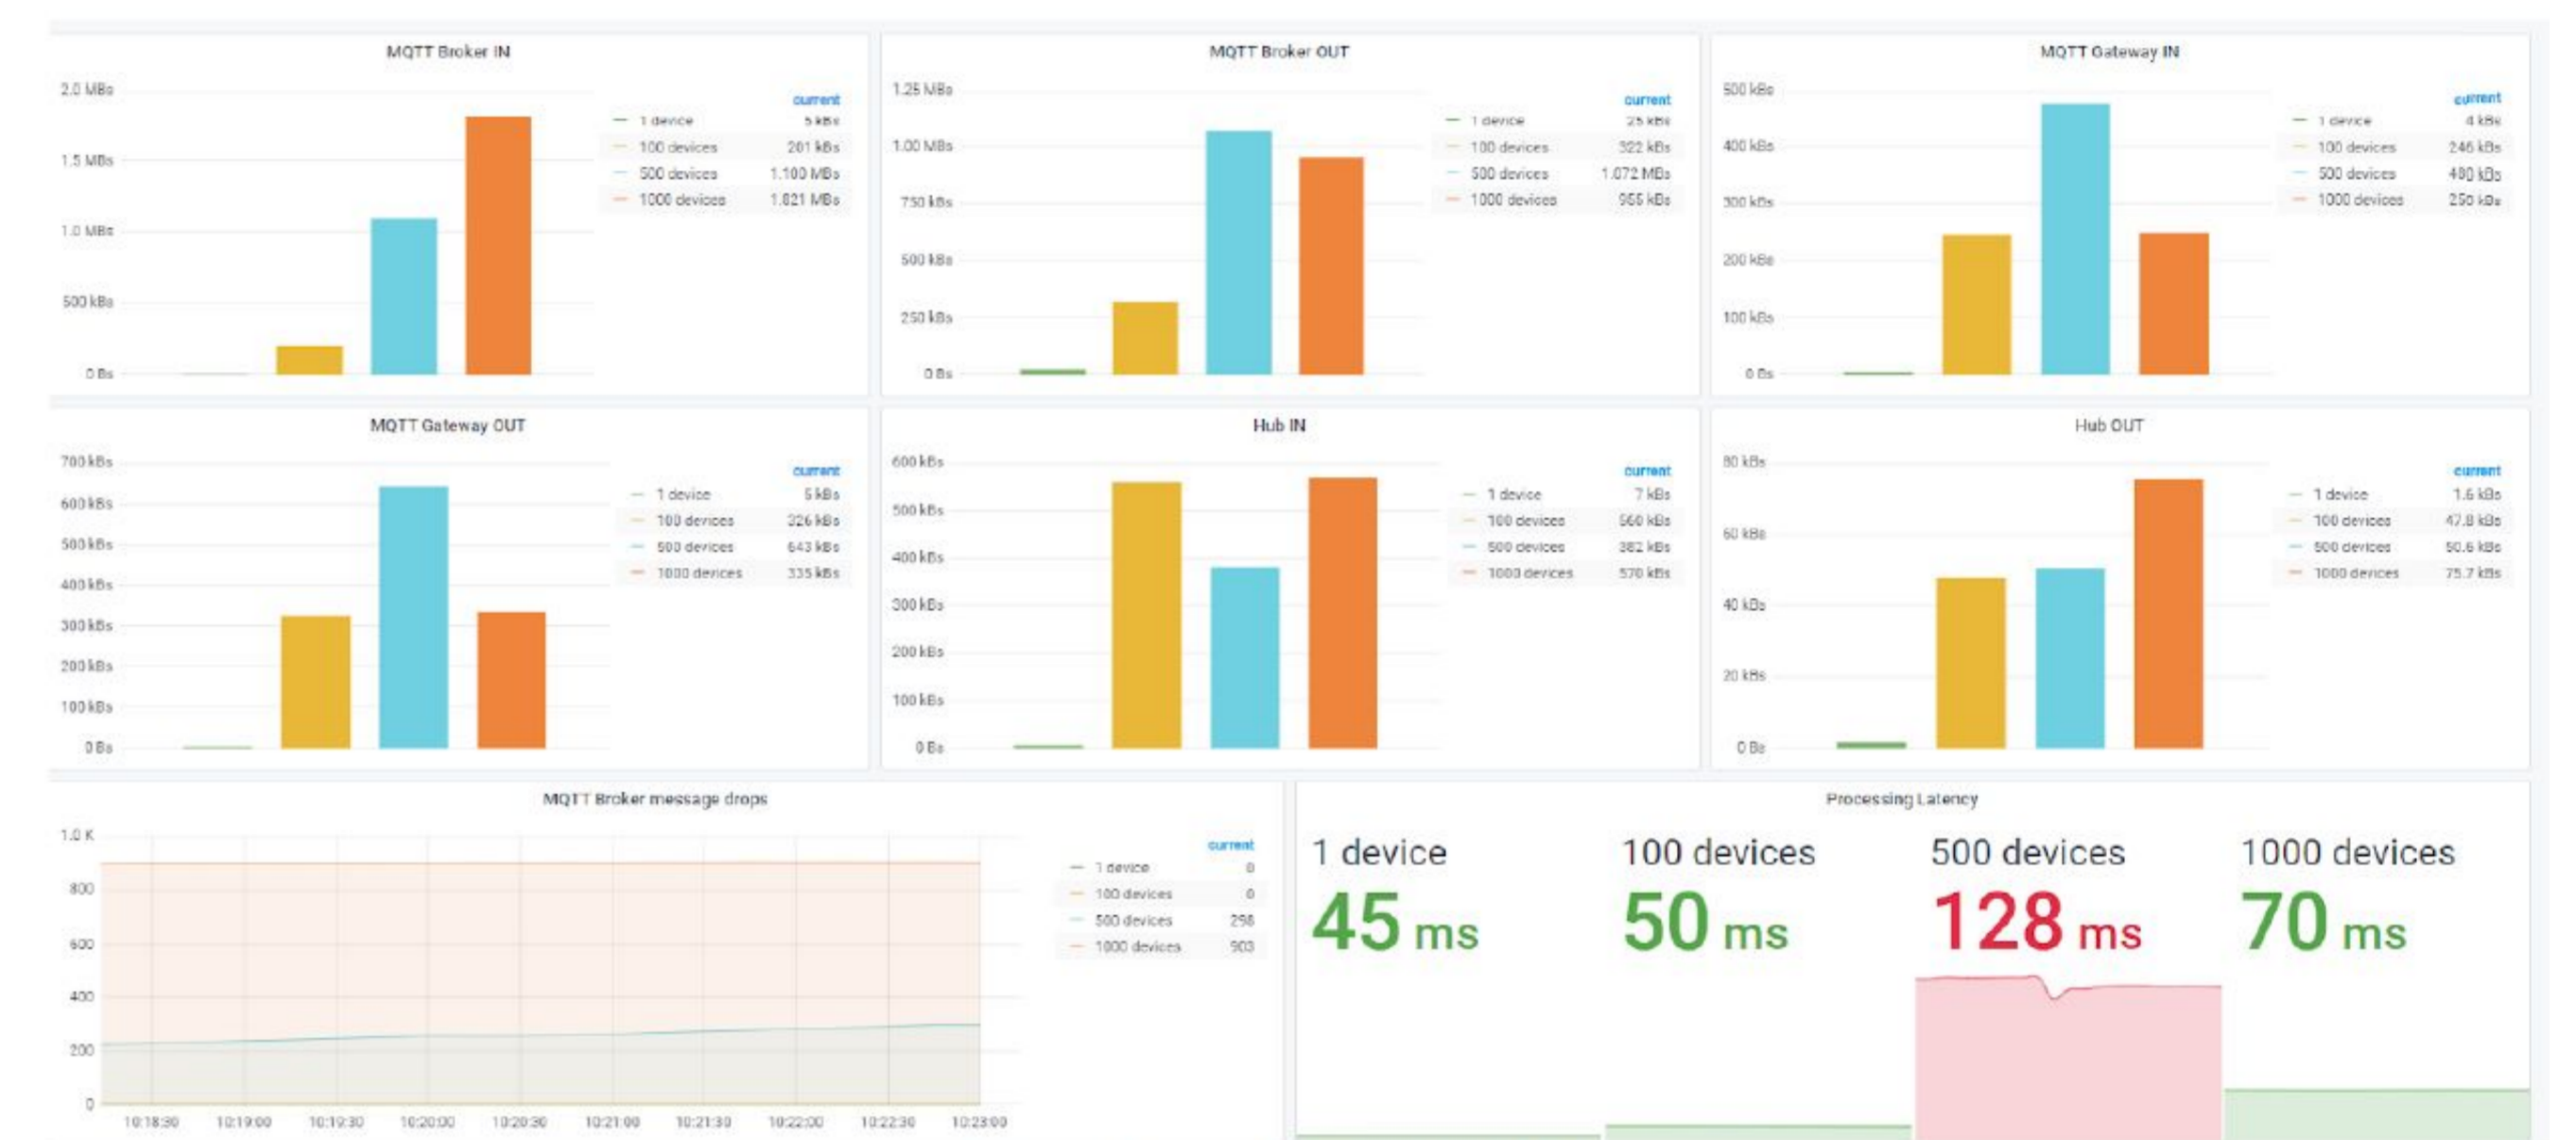 MQTT Broker IN
2.0 MBs
1.5 MBs
1.0 MBs
500 kBs
0 Bs
current
1 device 5 kBs
100 devices 201 kBs
500 devices 1.100 MBs
1000 devices 1.821 MBs
MQTT Broker OUT
1.25 MBs
1.00 MBs
750 kBs
500 kBs
250 kBs
0 Bs
current
1 device 25 kBs
100 devices 322 kBs
500 devices 1.072 MBs
1000 devices 955 kBs
MQTT Gateway IN
500 kBs
400 kBs
300 kBs
200 kBs
100 kBs
0 Bs
current
1 device 4 kBs
100 devices 246 kBs
500 devices 480 kBs
1000 devices 250 kBs
MQTT Gateway OUT
700 kBs
600 kBs
500 kBs
400 kBs
300 kBs
200 kBs
100 kBs
0 Bs
current
1 device 5 kBs
100 devices 326 kBs
500 devices 643 kBs
1000 devices 335 kBs
Hub IN
600 kBs
500 kBs
400 kBs
300 kBs
200 kBs
100 kBs
0 Bs
current
1 device 7 kBs
100 devices 560 kBs
500 devices 382 kBs
1000 devices 570 kBs
Hub OUT
80 kBs
60 kBs
40 kBs
20 kBs
0 Bs
current
1 device 1.6 kBs
100 devices 47.8 kBs
500 devices 50.6 kBs
1000 devices 75.7 kBs
MQTT Broker message drops
1.0 K
800
600
400
200
0
10:18:30 10:19:00 10:19:30 10:20:00 10:20:30 10:21:00 10:21:30 10:22:00 10:22:30 10:23:00
current
1 device 0
100 devices 0
500 devices 298
1000 devices 903
Processing Latency
1 device 100 devices 500 devices 1000 devices
45 ms 50 ms 128 ms 70 ms